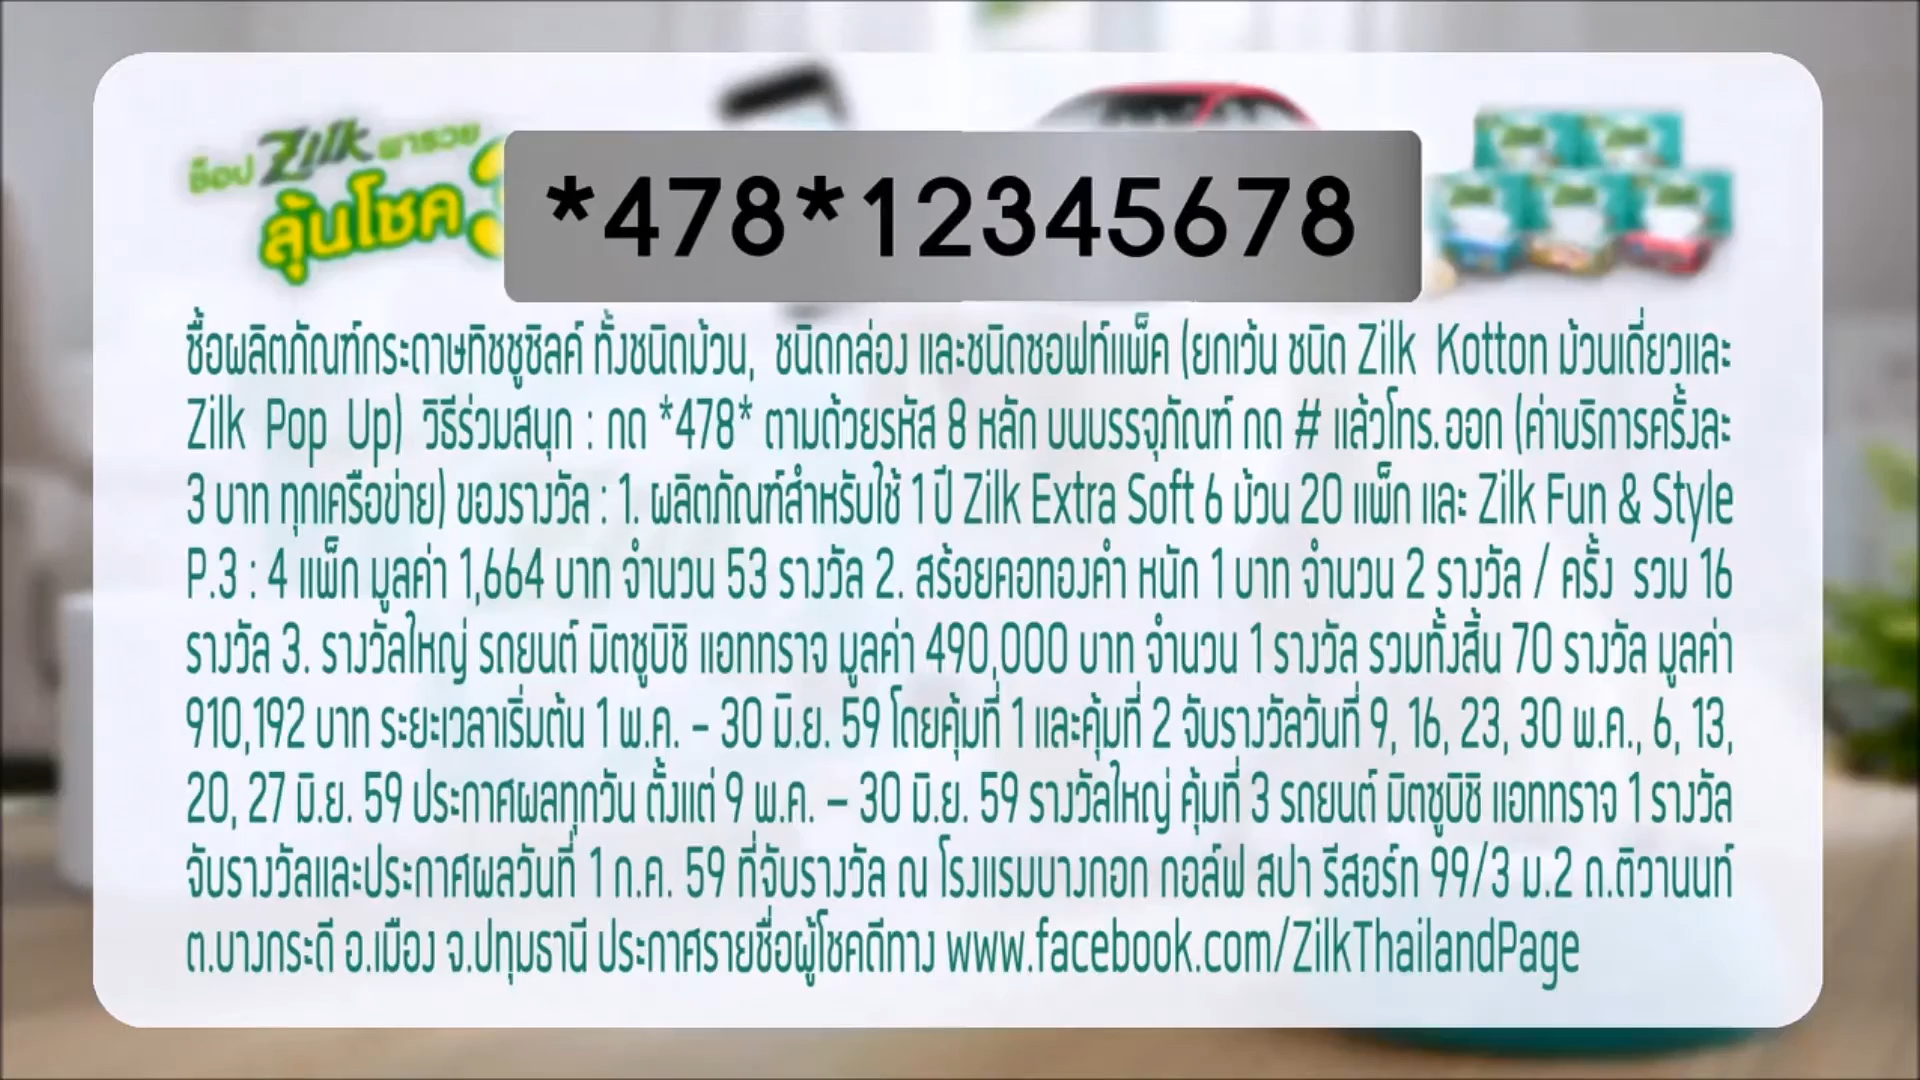 ช็อป Zilk พารวย
ลุ้นโชค 3
*478*12345678
ซื้อผลิตภัณฑ์กระดาษทิชชูซิลค์ ทั้งชนิดม้วน, ชนิดกล่อง และชนิดซอฟท์แพ็ค (ยกเว้น ชนิด Zilk Kotton ม้วนเดี่ยวและ
Zilk Pop Up) วิธีร่วมสนุก : กด *478* ตามด้วยรหัส 8 หลัก บนบรรจุภัณฑ์ กด # แล้วโทร.ออก (ค่าบริการครั้งละ
3 บาท ทุกเครือข่าย) ของรางวัล : 1. ผลิตภัณฑ์สำหรับใช้ 1 ปี Zilk Extra Soft 6 ม้วน 20 แพ็ก และ Zilk Fun & Style
P.3 : 4 แพ็ก มูลค่า 1,664 บาท จำนวน 53 รางวัล 2. สร้อยคอทองคำ หนัก 1 บาท จำนวน 2 รางวัล / ครั้ง รวม 16
รางวัล 3. รางวัลใหญ่ รถยนต์ มิตซูบิชิ แอททราจ มูลค่า 490,000 บาท จำนวน 1 รางวัล รวมทั้งสิ้น 70 รางวัล มูลค่า
910,192 บาท ระยะเวลาเริ่มต้น 1 พ.ค. – 30 มิ.ย. 59 โดยคุ้มที่ 1 และคุ้มที่ 2 จับรางวัลวันที่ 9, 16, 23, 30 พ.ค., 6, 13,
20, 27 มิ.ย. 59 ประกาศผลทุกวัน ตั้งแต่ 9 พ.ค. – 30 มิ.ย. 59 รางวัลใหญ่ คุ้มที่ 3 รถยนต์ มิตซูบิชิ แอททราจ 1 รางวัล
จับรางวัลและประกาศผลวันที่ 1 ก.ค. 59 ที่จับรางวัล ณ โรงแรมบางกอก กอล์ฟ สปา รีสอร์ท 99/3 ม.2 ถ.ติวานนท์
ต.บางกระดี อ.เมือง จ.ปทุมธานี ประกาศรายชื่อผู้โชคดีทาง www.facebook.com/ZilkThailandPage